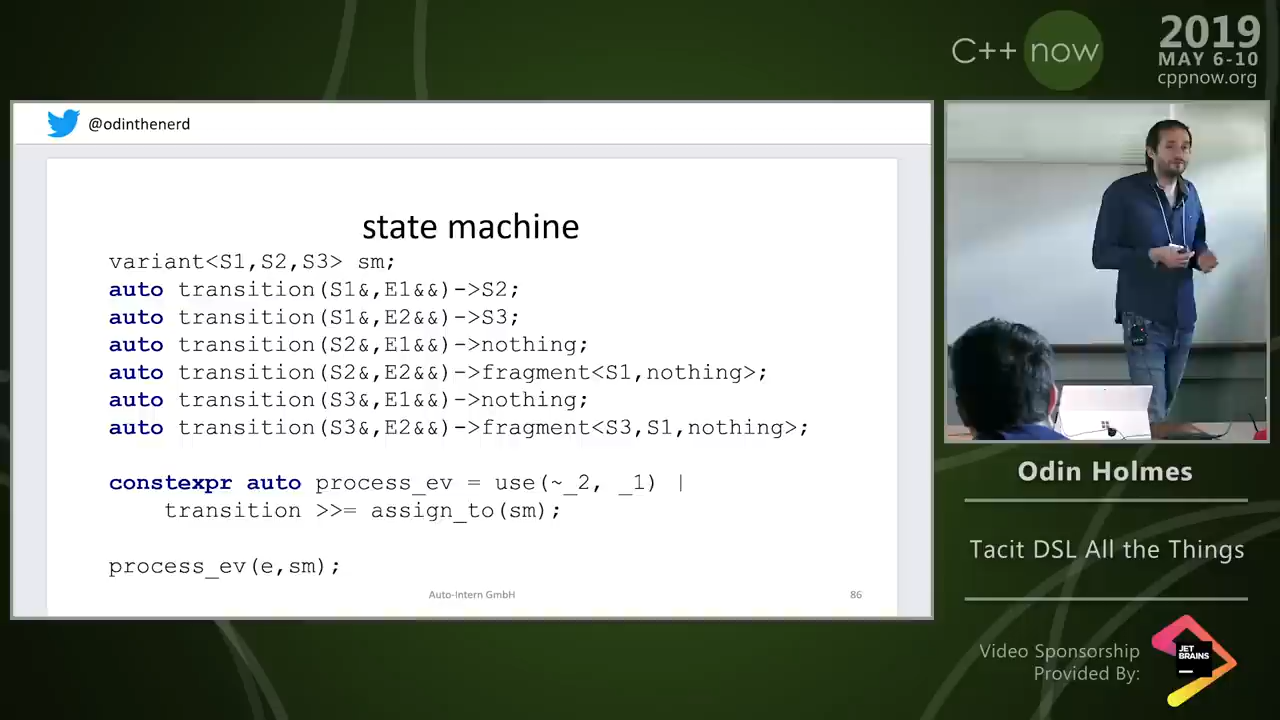 C++ now
2019
MAY 6-10
cppnow.org
@odinthenerd
state machine
variant<S1,S2,S3> sm;
auto transition(S1&,E1&&)->S2;
auto transition(S1&,E2&&)->S3;
auto transition(S2&,E1&&)->nothing;
auto transition(S2&,E2&&)->fragment<S1,nothing>;
auto transition(S3&,E1&&)->nothing;
auto transition(S3&,E2&&)->fragment<S3,S1,nothing>;
constexpr auto process_ev = use(~_2, _1) |
transition >>= assign_to(sm);
process_ev(e,sm);
Auto-Intern GmbH
86
Odin Holmes
Tacit DSL All the Things
Video Sponsorship
Provided By:
JET
BRAINS